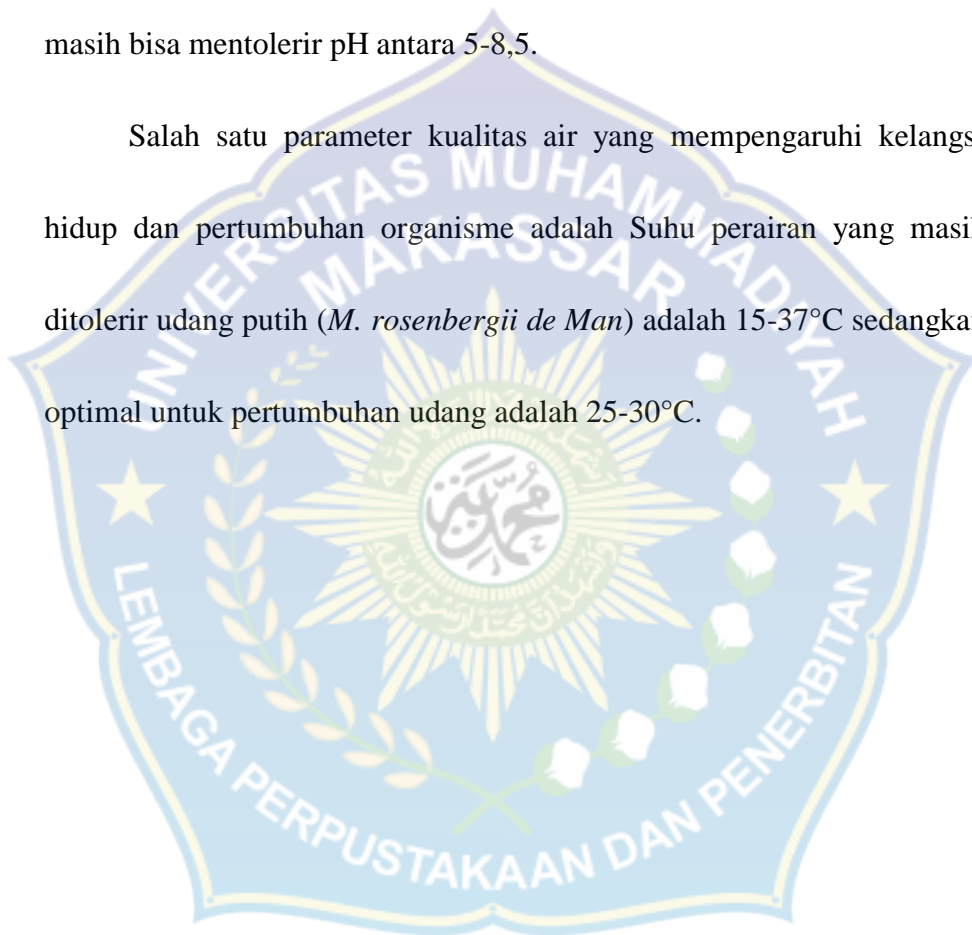 masih bisa mentolerir pH antara 5-8,5.
Salah satu parameter kualitas air yang mempengaruhi kelangs
hidup dan pertumbuhan organisme adalah Suhu perairan yang masi
ditolerir udang putih (M. rosenbergii de Man) adalah 15-37°C sedangka
optimal untuk pertumbuhan udang adalah 25-30°C.
UNIVERSITAS MUHAMMADIYAH
MAKASSAR
LEMBAGA PERPUSTAKAAN DAN PENERBITAN